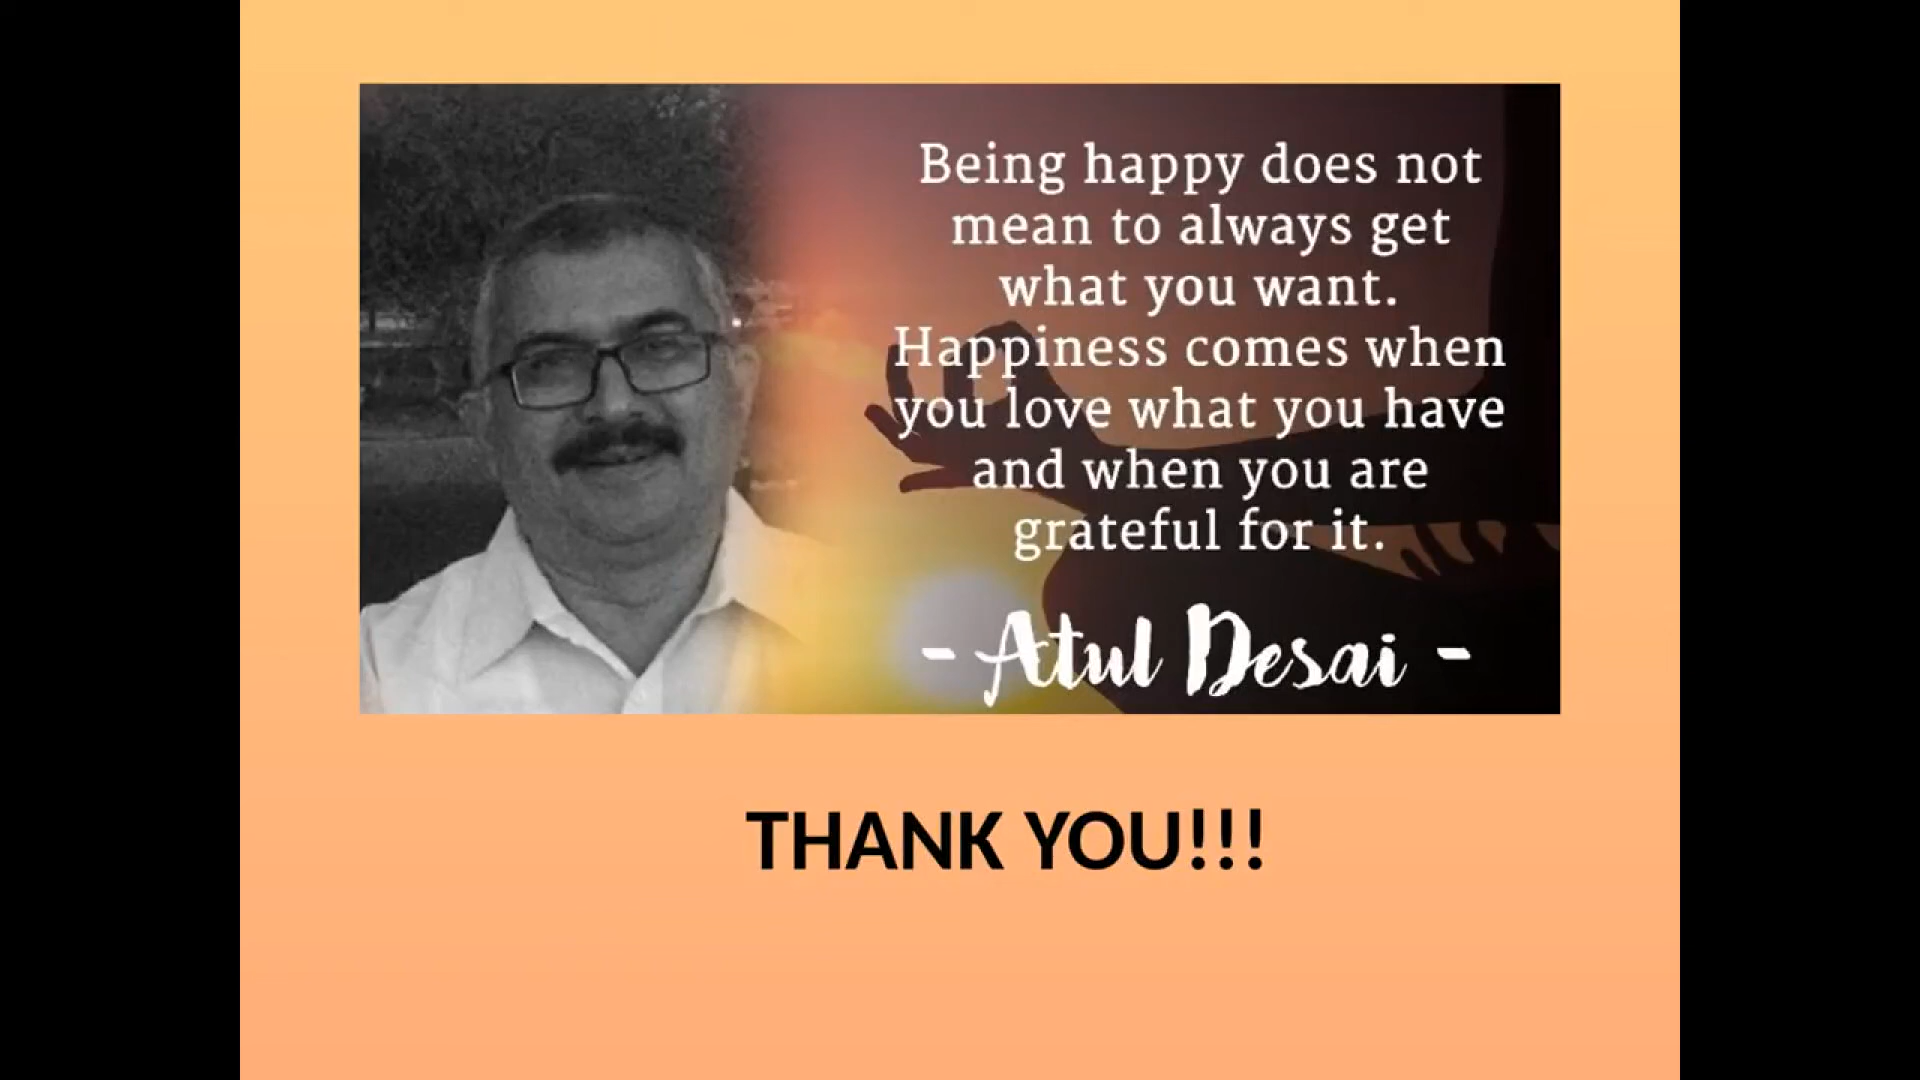 Being happy does not
mean to always get
what you want.
Happiness comes when
you love what you have
and when you are
grateful for it.
- Atul Desai -
THANK YOU!!!